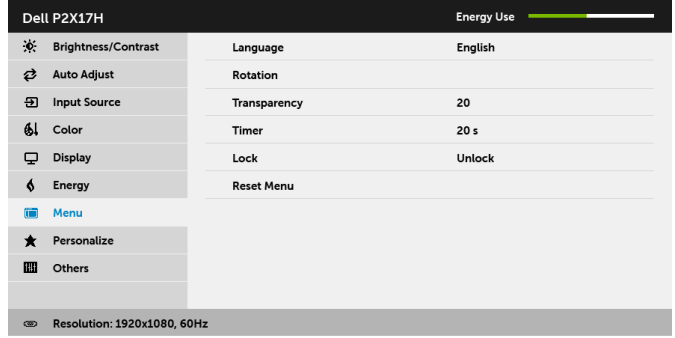 Dell P2X17H Energy Use
Brightness/Contrast Language English
Auto Adjust Rotation
Input Source Transparency 20
Color Timer 20 s
Display Lock Unlock
Energy Reset Menu
Menu
Personalize
Others
Resolution: 1920x1080, 60Hz